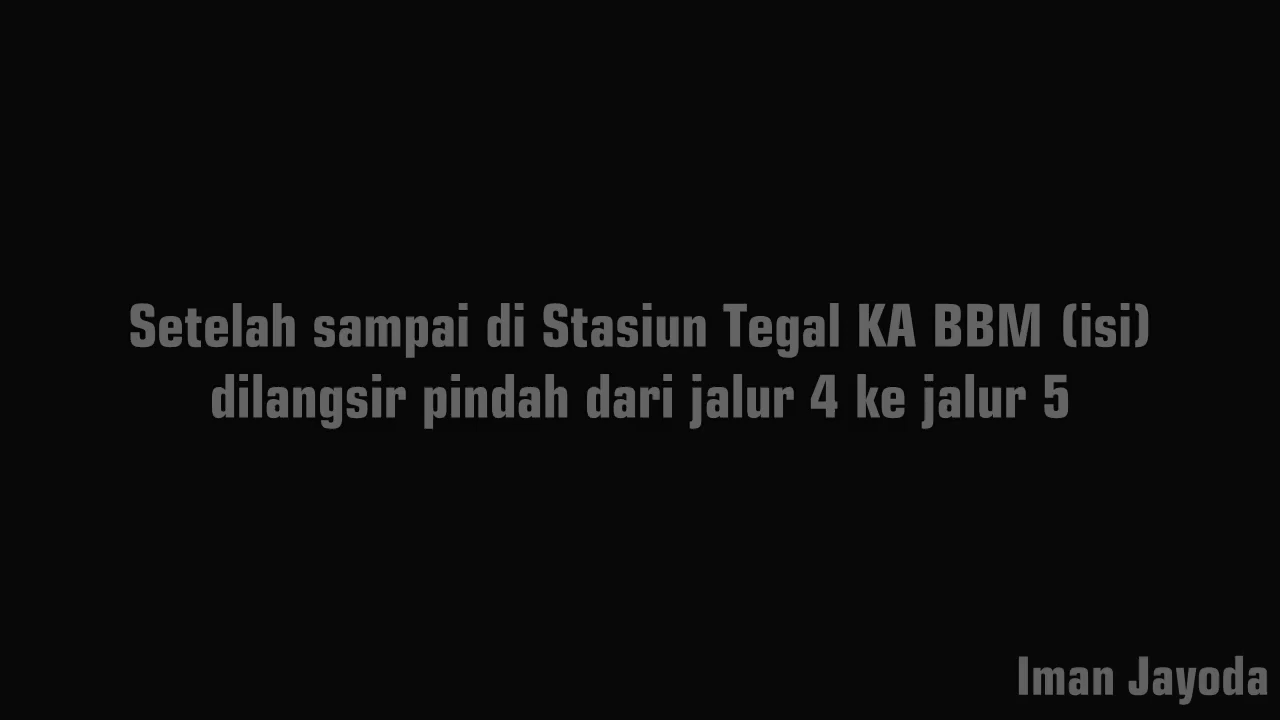 Setelah sampai di Stasiun Tegal KA BBM (isi)
dilangsir pindah dari jalur 4 ke jalur 5
Iman Jayoda